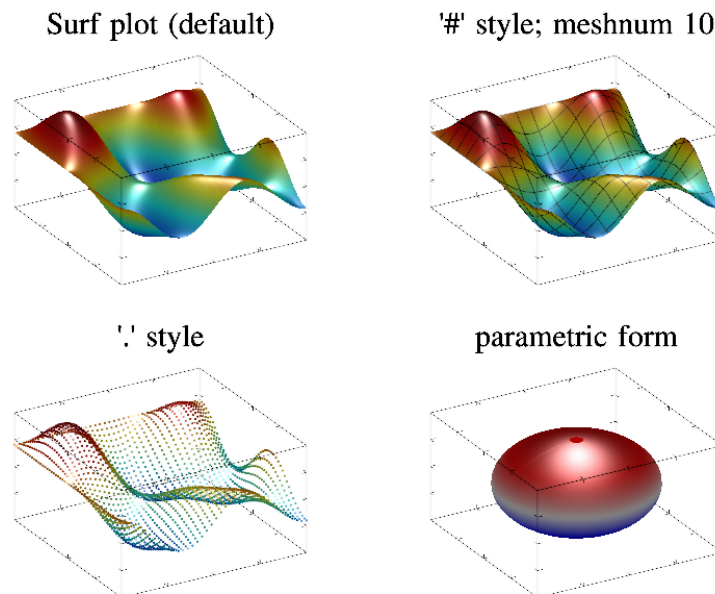 Surf plot (default)
'#' style; meshnum 10
'.' style
parametric form